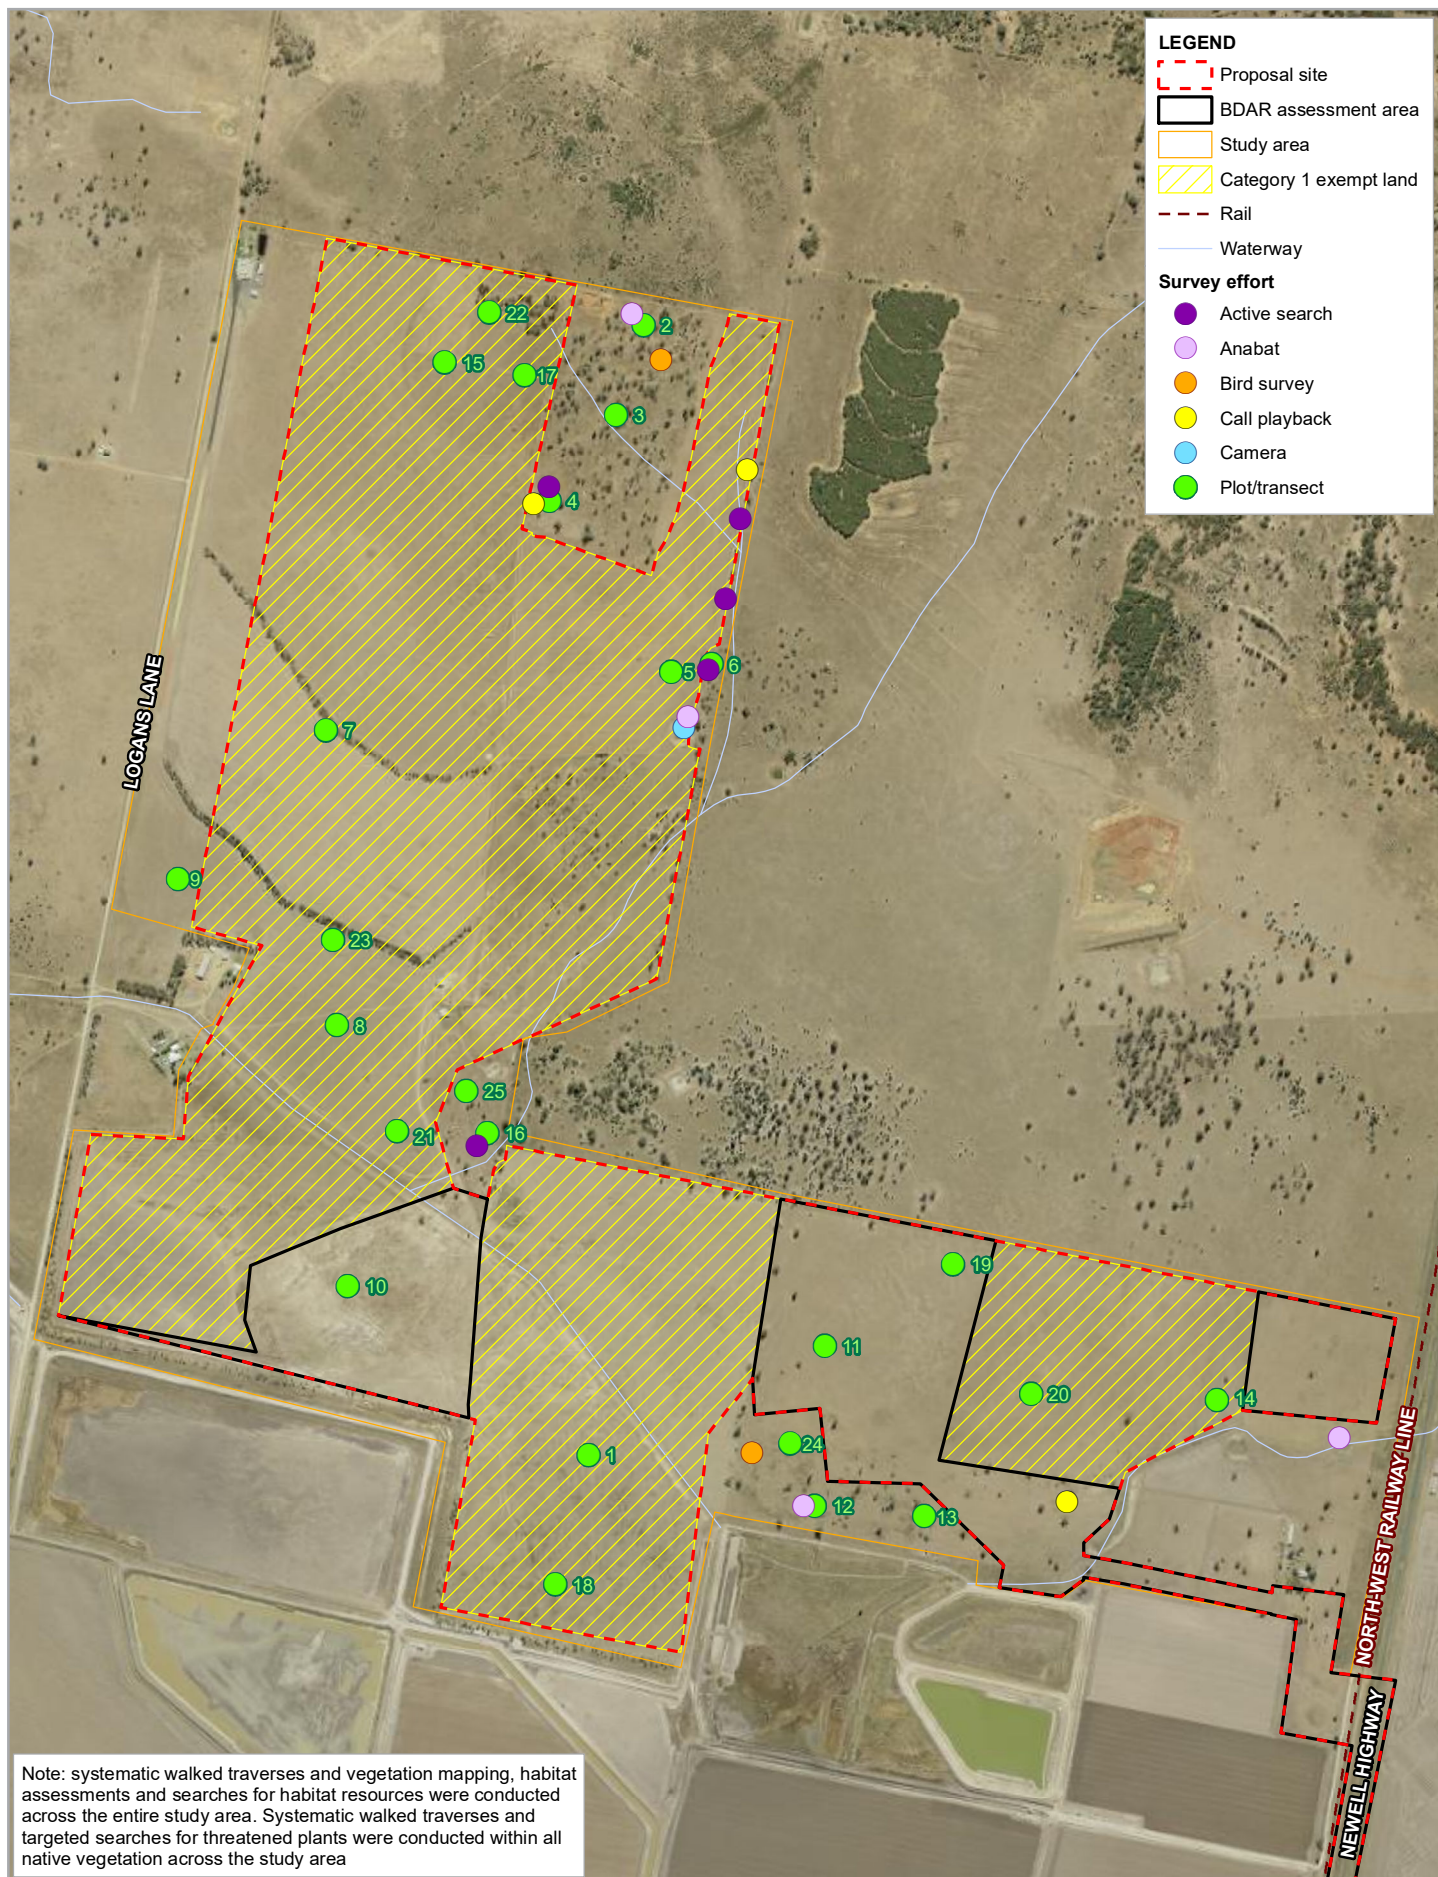 LEGEND
Proposal site
BDAR assessment area
Study area
Category 1 exempt land
Rail
Waterway
Survey effort
Active search
Anabat
Bird survey
Call playback
Camera
Plot/transect
22
2
15
17
3
4
5
6
7
9
23
8
25
21
16
10
19
11
20
14
24
1
12
13
18
LOGANS LANE
NORTH-WEST RAILWAY LINE
NEWELL HIGHWAY
Note: systematic walked traverses and vegetation mapping, habitat
assessments and searches for habitat resources were conducted
across the entire study area. Systematic walked traverses and
targeted searches for threatened plants were conducted within all
native vegetation across the study area